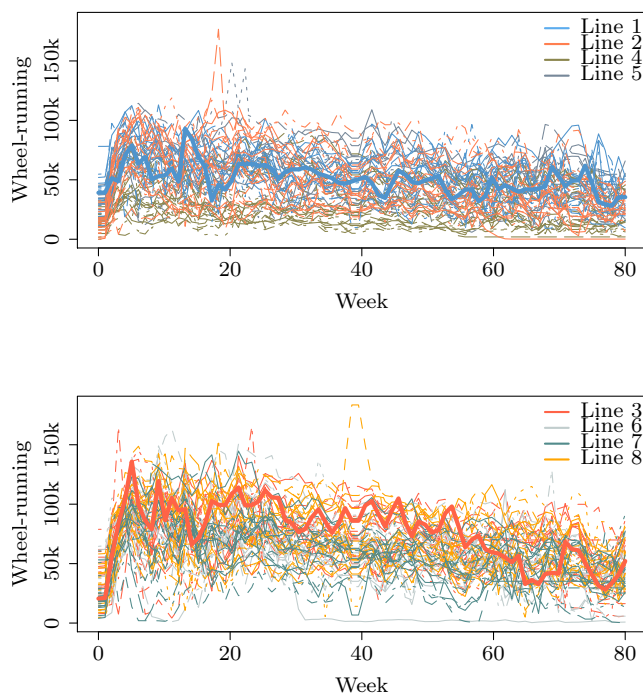 Line 1
Line 2
Line 4
Line 5
Wheel-running
150k
100k
50k
0
0 20 40 60 80
Week
Line 3
Line 6
Line 7
Line 8
Wheel-running
150k
100k
50k
0
0 20 40 60 80
Week